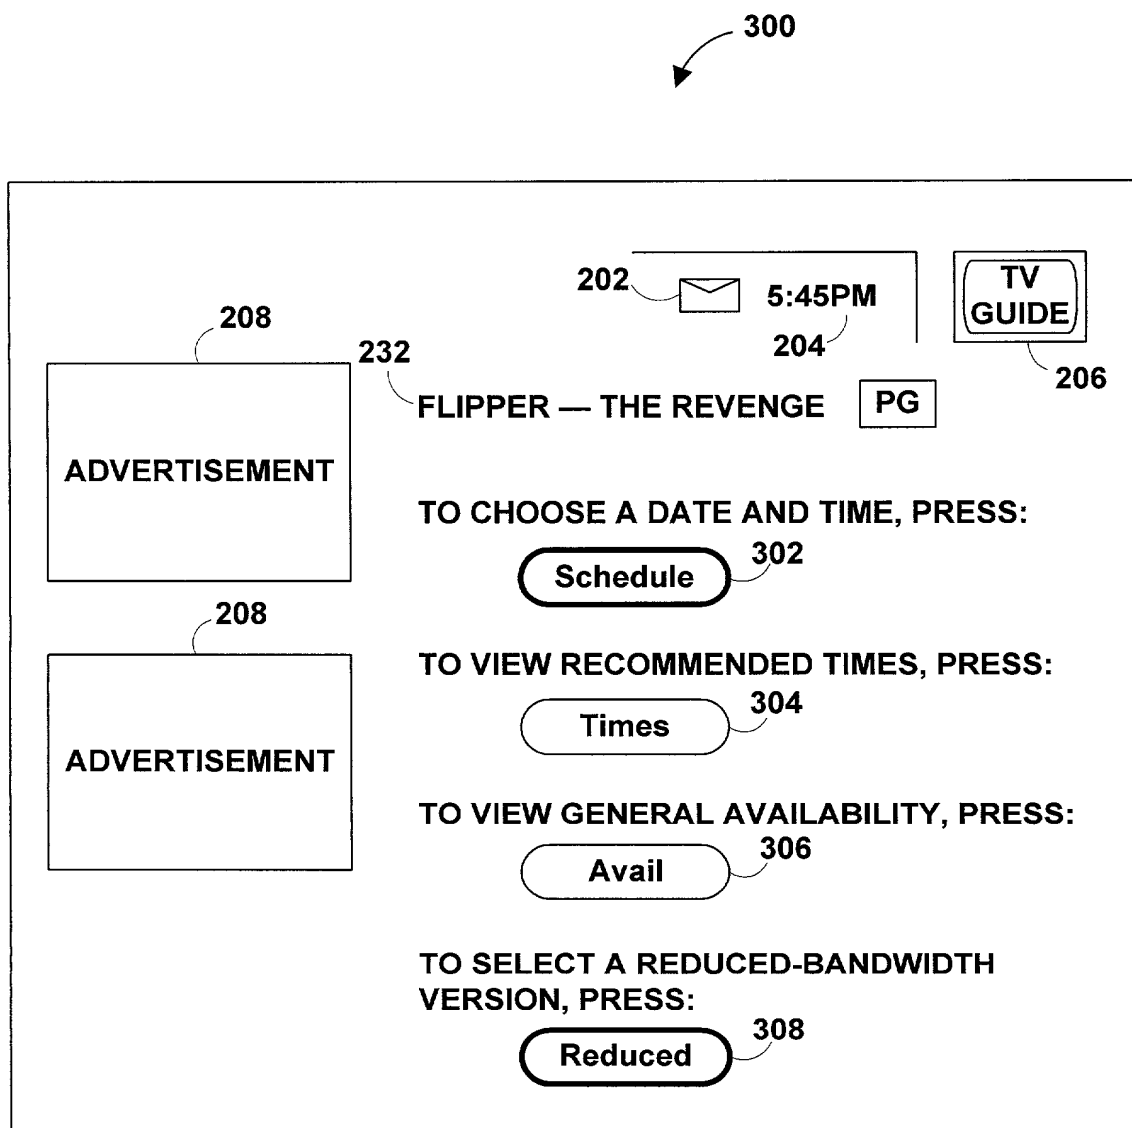 300
202
5:45PM
204
TV
GUIDE
206
208
ADVERTISEMENT
232
FLIPPER — THE REVENGE
PG
TO CHOOSE A DATE AND TIME, PRESS:
Schedule
302
208
ADVERTISEMENT
TO VIEW RECOMMENDED TIMES, PRESS:
Times
304
TO VIEW GENERAL AVAILABILITY, PRESS:
Avail
306
TO SELECT A REDUCED-BANDWIDTH
VERSION, PRESS:
Reduced
308